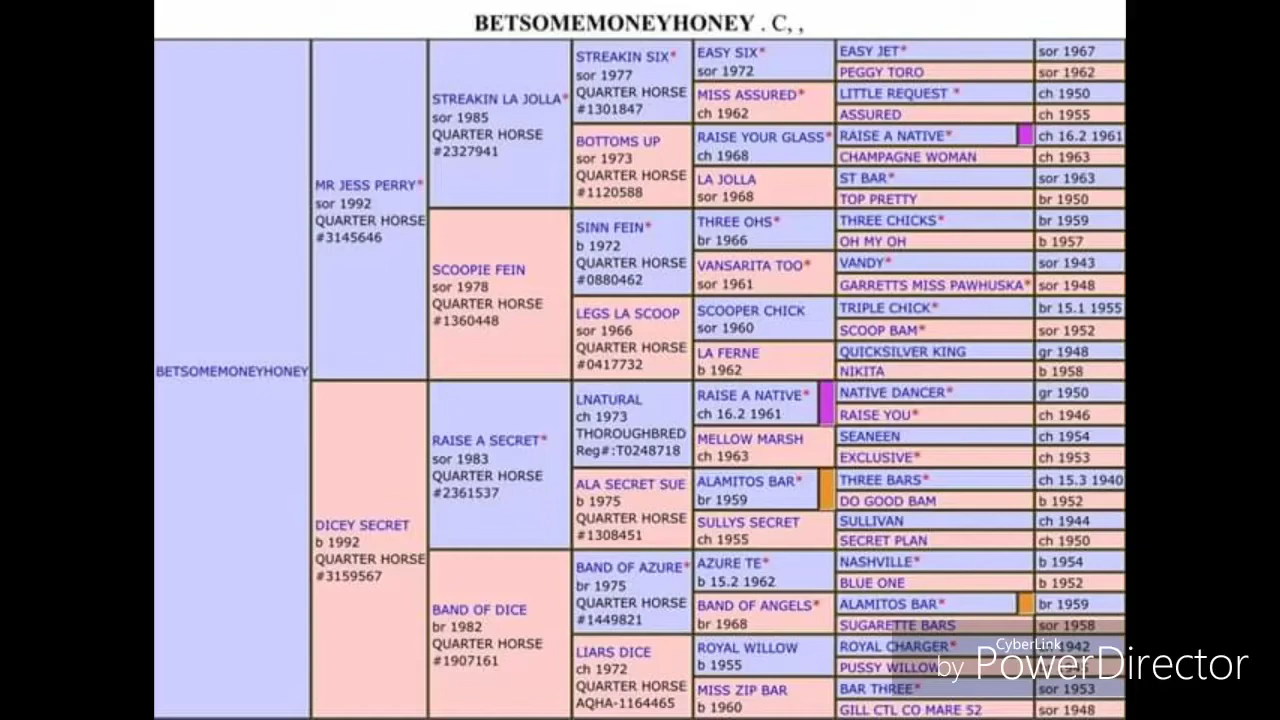 BETSOMEMONEYHONEY . C, ,
BETSOMEMONEYHONEY
MR JESS PERRY*
sor 1992
QUARTER HORSE
#3145646
DICEY SECRET
b 1992
QUARTER HORSE
#3159567
STREAKIN LA JOLLA*
sor 1985
QUARTER HORSE
#2327941
SCOOPIE FEIN
sor 1978
QUARTER HORSE
#1360448
RAISE A SECRET*
sor 1983
QUARTER HORSE
#2361537
BAND OF DICE
br 1982
QUARTER HORSE
#1907161
STREAKIN SIX*
sor 1977
QUARTER HORSE
#1301847
BOTTOMS UP
sor 1973
QUARTER HORSE
#1120588
SINN FEIN*
b 1972
QUARTER HORSE
#0880462
LEGS LA SCOOP
sor 1966
QUARTER HORSE
#0417732
LNATURAL
ch 1973
THOROUGHBRED
Reg#:T0248718
ALA SECRET SUE
b 1975
QUARTER HORSE
#1308451
BAND OF AZURE*
br 1975
QUARTER HORSE
#1449821
LIARS DICE
ch 1972
QUARTER HORSE
AQHA-1164465
EASY SIX*
sor 1972
MISS ASSURED*
ch 1962
RAISE YOUR GLASS*
ch 1968
LA JOLLA
sor 1968
THREE OHS*
br 1966
VANSARITA TOO*
sor 1961
SCOOPER CHICK
sor 1960
LA FERNE
b 1962
RAISE A NATIVE*
ch 16.2 1961
MELLOW MARSH
ch 1963
ALAMITOS BAR*
br 1959
SULLYS SECRET
ch 1955
AZURE TE*
b 15.2 1962
BAND OF ANGELS*
br 1968
ROYAL WILLOW
b 1955
MISS ZIP BAR
b 1960
EASY JET* sor 1967
PEGGY TORO sor 1962
LITTLE REQUEST * ch 1950
ASSURED ch 1955
RAISE A NATIVE* ch 16.2 1961
CHAMPAGNE WOMAN ch 1963
ST BAR* sor 1963
TOP PRETTY br 1950
THREE CHICKS* br 1959
OH MY OH b 1957
VANDY* sor 1943
GARRETTS MISS PAWHUSKA* sor 1948
TRIPLE CHICK* br 15.1 1955
SCOOP BAM* sor 1952
QUICKSILVER KING gr 1948
NIKITA b 1958
NATIVE DANCER* gr 1950
RAISE YOU* ch 1946
SEANEEN ch 1954
EXCLUSIVE* ch 1953
THREE BARS* ch 15.3 1940
DO GOOD BAM b 1952
SULLIVAN ch 1944
SECRET PLAN ch 1950
NASHVILLE* b 1954
BLUE ONE b 1952
ALAMITOS BAR* br 1959
SUGARETTE BARS sor 1958
ROYAL CHARGER* 1942
PUSSY WILLOW
BAR THREE* sor 1953
GILL CTL CO MARE 52 sor 1948
CyberLink
by PowerDirector